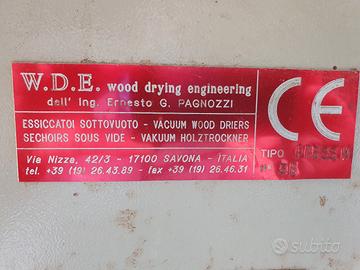 W.D.E. wood drying engineering
dell' Ing. Ernesto G. PAGNOZZI
ESSICCATOI SOTTOVUOTO - VACUUM WOOD DRIERS
SECHOIRS SOUS VIDE - VAKUUM HOLZTROCKNER
Via Nizza, 42/3 - 17100 SAVONA - ITALIA
tel. +39 (19) 26.43.89 - fax +39 (19) 26.46.31
CE
TIPO
subito